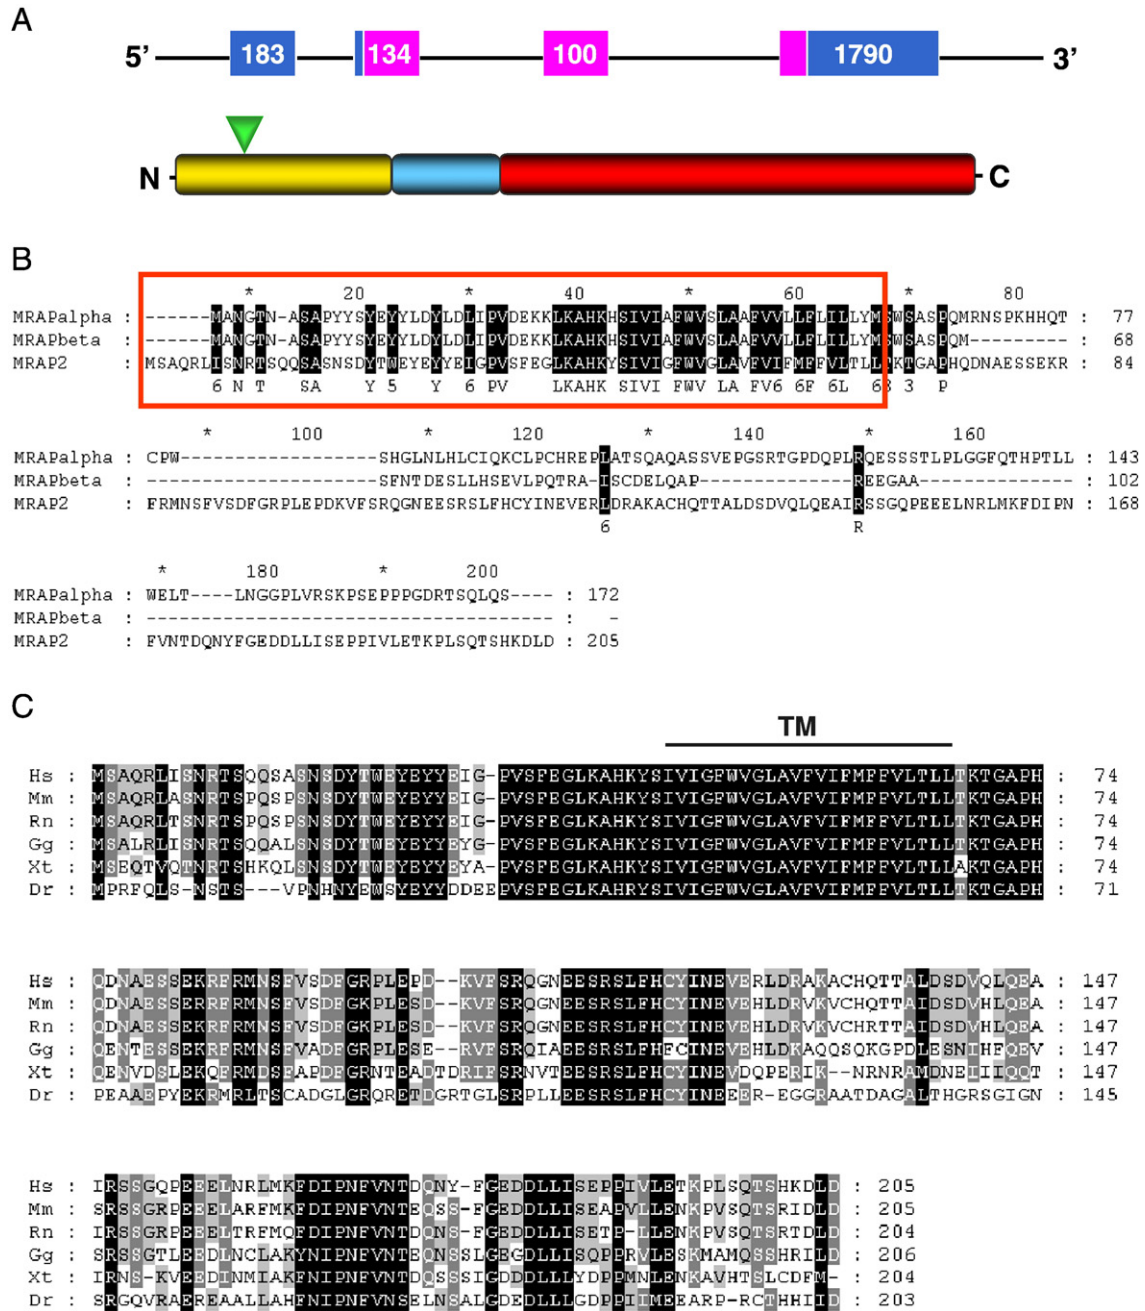 A
5’ 183 134 100 1790 3’
N C
B
* 20 * 40 * 60 * 80
MRAPalpha : ------MANGTN-ASAPYYSYEYYLDYLDLIPVDEKKLKAHKHSIVIAFWVSLAAFVVLLFLILLYMSWSASPQMRNSPKHHQT : 77
MRAPbeta : ------MANGTN-ASAPYYSYEYYLDYLDLIPVDEKKLKAHKHSIVIAFWVSLAAFVVLLFLILLYMSWSASPQM--------- : 68
MRAP2 : MSAQRLISNRTSQQSASNSDYTWEYEYYEIGPVSFEGLKAHKYSIVIGFWVGLAVFVIFMFFVLTLLTKTGAPHQDNAESSEKR : 84
6 N T SA Y 5 Y 6 PV LKAHK SIVI FWV LA FV6 6F 6L 63 3 P
* 100 * 120 * 140 * 160
MRAPalpha : CPW---------------SHGLNLHLCIQKCLPCHREPLATSQAQASSVEPGSRTGPDQPLRQESSSTLPLGGFQTHPTLL : 143
MRAPbeta : ------------------SFNTDESLLHSEVLPQTRA-ISCDELQAP------------REEGAA-------------- : 102
MRAP2 : FRMNSFVSDFGRPLEPDKVFSRQGNEESRSLFHCYINEVERLDRAKACHQTTALDSDVQLQEAIRSSGQPEEELNRLMKFDIPN : 168
6 R
* 180 * 200
MRAPalpha : WELT----LNGGPLVRSKPSEPPPGDRTSQLQS---- : 172
MRAPbeta : ------------------------------------- : -
MRAP2 : FVNTDQNYFGEDDLLISEPPIVLETKPLSQTSHKDLD : 205
C
TM
Hs : MSAQRLISNRTSQQSASNSDYTWEYEYYEIG-PVSFEGLKAHKYSIVIGFWVGLAVFVIFMFFVLTLLTKTGAPH : 74
Mm : MSAQRLASNRTSPQSPSNSDYTWEYEYYEIG-PVSFEGLKAHKYSIVIGFWVGLAVFVIFMFFVLTLLTKTGAPH : 74
Rn : MSAQRLTSNRTSPQSPSNSDYTWEYEYYEIG-PVSFEGLKAHKYSIVIGFWVGLAVFVIFMFFVLTLLTKTGAPH : 74
Gg : MSALRLISNRTSQQALSNSDYTWEYEYYEYG-PVSFEGLKAHKYSIVIGFWVGLAVFVIFMFFVLTLLTKTGAPH : 74
Xt : MSEQTVQTNRTSHKQLSNSDYTWEYEYYEYA-PVSFEGLKAHKYSIVIGFWVGLAVFVIFMFFVLTLLAKTGAPH : 74
Dr : MPRFQLS-NSTS---VPNHNYEWSYEYYDDEEPVSFEGLKAHRYSIVIGFWVGLAVFVIFMFFVLTLLTKTGAPH : 71
Hs : QDNAESSEKRFRMNSFVSDFGRPLEPD--KVFSRQGNEESRSLFHCYINEVERLDRAKACHQTTALDSDVQLQEA : 147
Mm : QDNAESSERRFRMNSFVSDFGRPLESD--KVFSRQGNEESRSLFHCYINEVEHLDRVKVCHQTTALDSDVHLQEA : 147
Rn : QDNAESSEKRFRMNSFVSDFGKPLESD--KVFSRQGNEESRSLFHCYINEVEHLDRVKVCHRTTAIDSDVHLQEA : 147
Gg : QENTESSEKRFRMNSFVADFGRPLESE--RVFSRQIAEESRSLFHFCINEVEHLDKAQQSQKGPDLESNIHFQEV : 147
Xt : QENVDSLEKQFRMDSFAPDFGRNTEADTDRIFSRNVTEESRSLFHCYINEVDQPERIK--NRNRAMDNEIIIQQT : 147
Dr : PEAAEPYEKRMRLTSCADGLGRQRETDGRTGLSRPLLEESRSLFHCYINEEER-EGGRAATDAGALTHGRSGIGN : 145
Hs : IRSSGQPEEELNRLMKFDIPNFVNTDQNY-FGEDDLLISEPPIVLETKPLSQTSHKDLD : 205
Mm : SRSSGRPEEELARFMKFDIPNFVNTEQSS-FGEDDLLISEAPVLLENKPVSQTSRIDLD : 205
Rn : IRSSGRPEEELTRFMQFDIPNFVNTEQSS-FGEDDLLISETP-LLENKPVSQTSRTDLD : 204
Gg : SRSSGTLEEDLNCLAKYNIPNFVNTEQNSSLGEGDLLISQPPRVLESKMAMQSSHRILD : 206
Xt : IRNS-KVEEDINMIAKFNIPNFVNTDQSSSIGDDDLLLYDPPMNLENKAVHTSLCDFM- : 204
Dr : SRGQVRAEREAALLAHFNIPNFVNSELNSALGDEDLLLGDPPIIMEEARP-RCTHHIID : 203